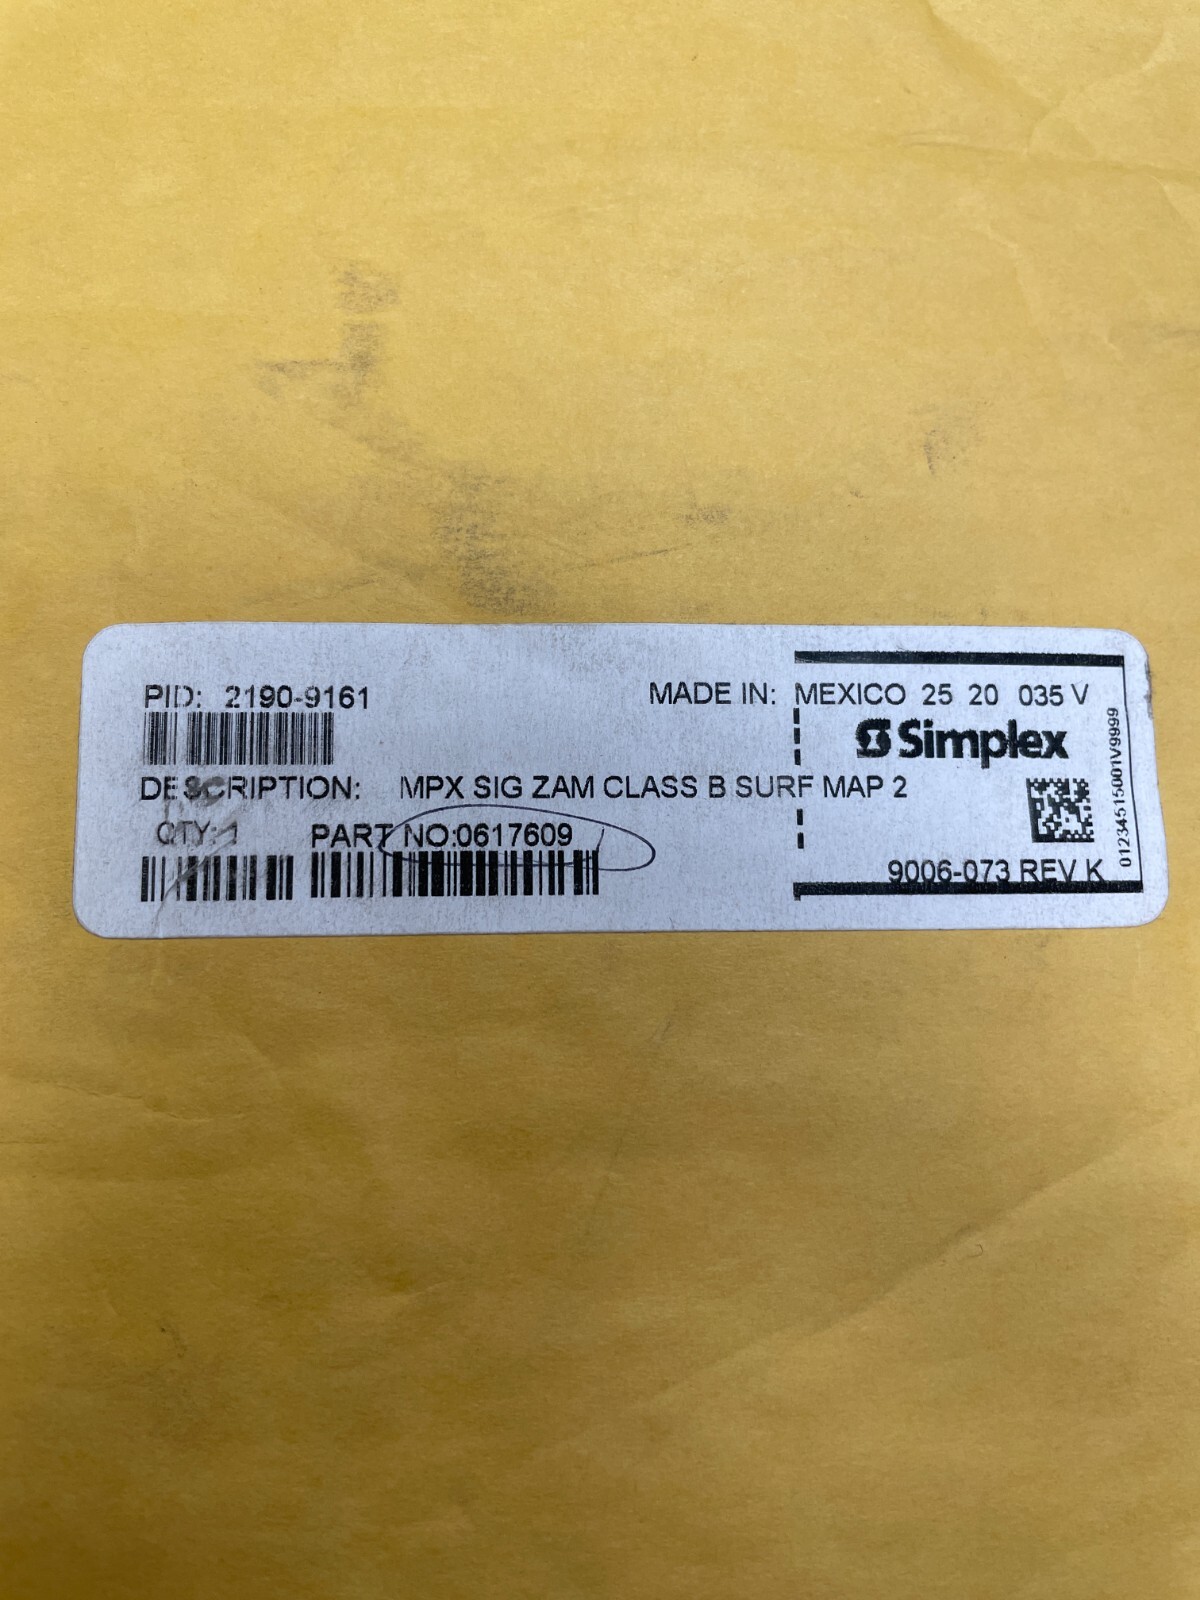 PID: 2190-9161
MADE IN: MEXICO 25 20 035 V
Simplex
DESCRIPTION: MPX SIG ZAM CLASS B SURF MAP 2
QTY: 1 PART NO:0617609
9006-073 REV K
01234515001V9999